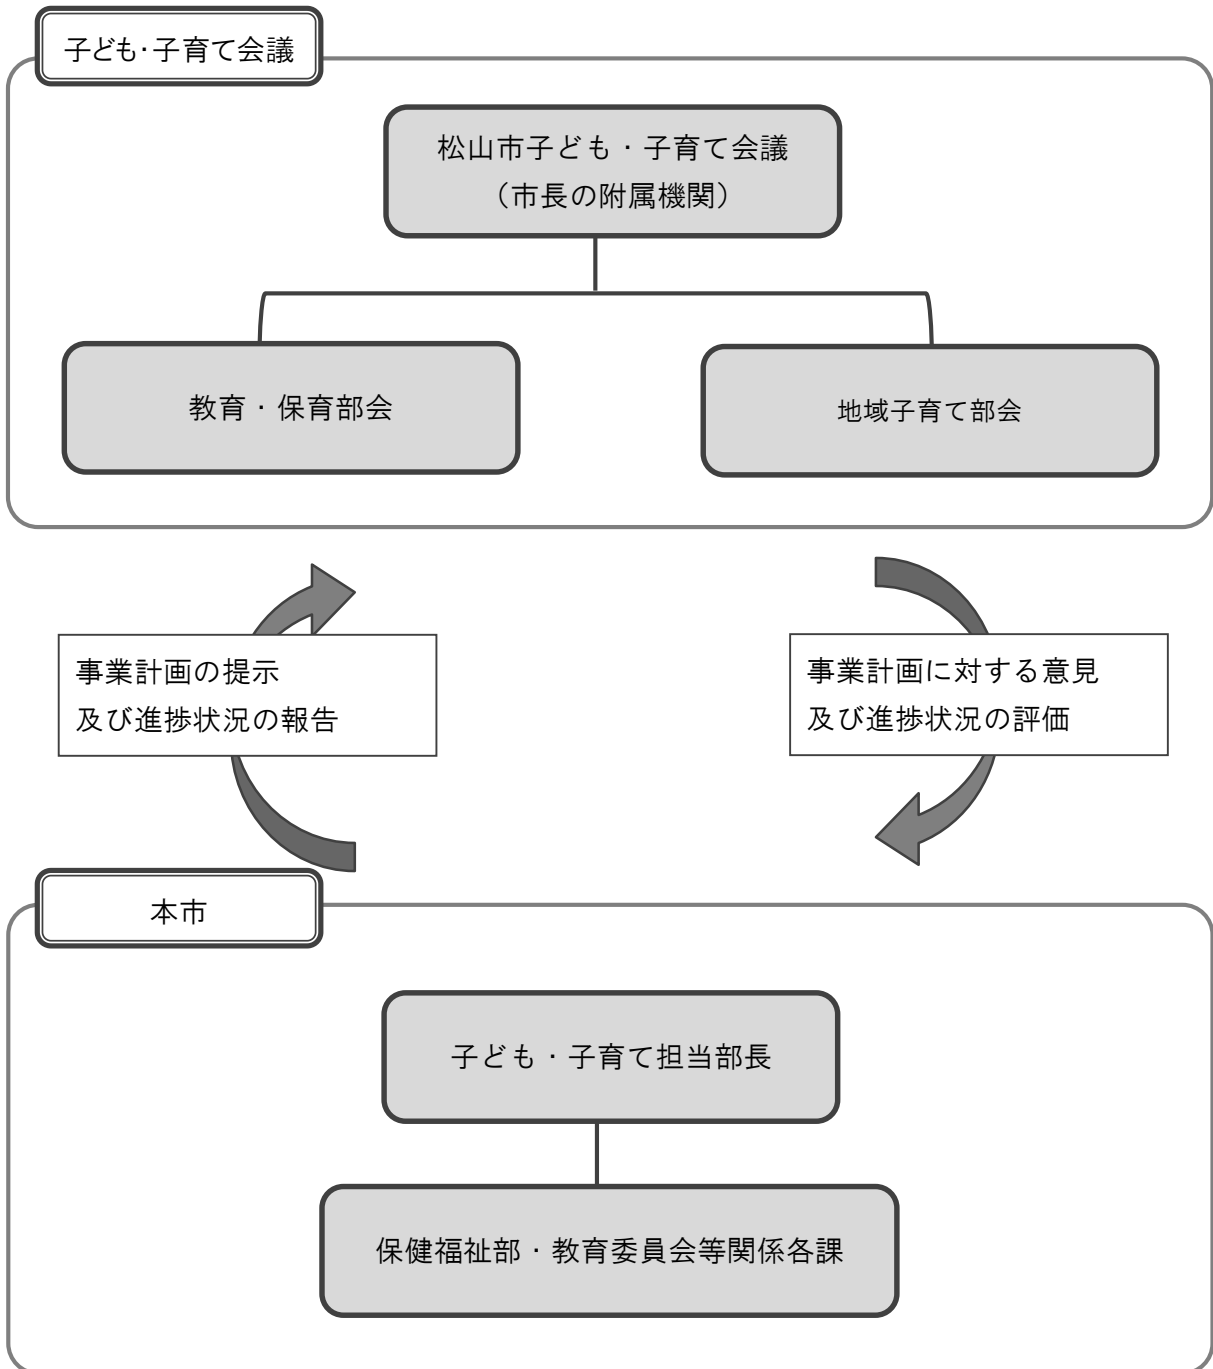 子ども・子育て会議
松山市子ども・子育て会議
（市長の附属機関）
教育・保育部会
地域子育て部会
事業計画の提示
及び進捗状況の報告
事業計画に対する意見
及び進捗状況の評価
本市
子ども・子育て担当部長
保健福祉部・教育委員会等関係各課